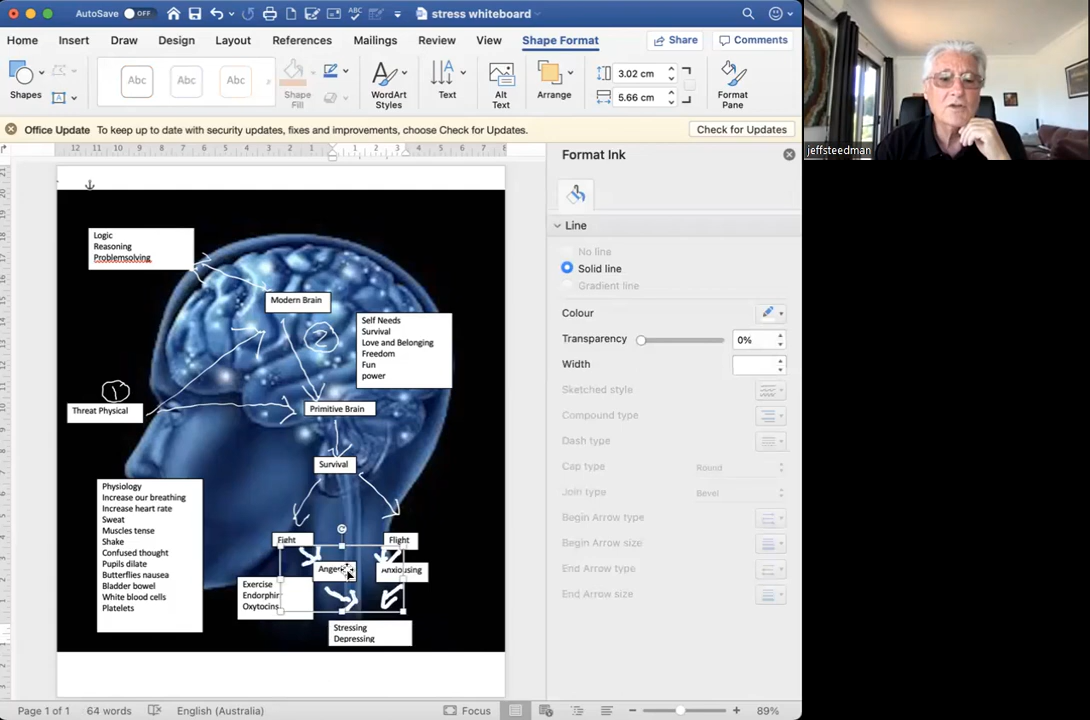 AutoSave OFF
stress whiteboard
Home Insert Draw Design Layout References Mailings Review View Shape Format
Share Comments
Abc Abc Abc
Shapes
Shape Fill
WordArt Styles
Text
Alt Text
Arrange
3.02 cm
5.66 cm
Format Pane
Office Update To keep up to date with security updates, fixes and improvements, choose Check for Updates.
Check for Updates
jeffsteedman
Format Ink
Line
No line
Solid line
Gradient line
Colour
Transparency 0%
Width
Sketched style
Compound type
Dash type
Cap type Round
Join type Bevel
Begin Arrow type
Begin Arrow size
End Arrow type
End Arrow size
Logic
Reasoning
Problemsolving
Modern Brain
Self Needs
Survival
Love and Belonging
Freedom
Fun
power
2
1
Threat Physical
Primitive Brain
Survival
Physiology
Increase our breathing
Increase heart rate
Sweat
Muscles tense
Shake
Confused thought
Pupils dilate
Butterflies nausea
Bladder bowel
White blood cells
Platelets
Fight
Flight
Anxiousing
Exercise
Endorphin
Oxytocins
Stressing
Depressing
Page 1 of 1 64 words English (Australia) Focus 89%